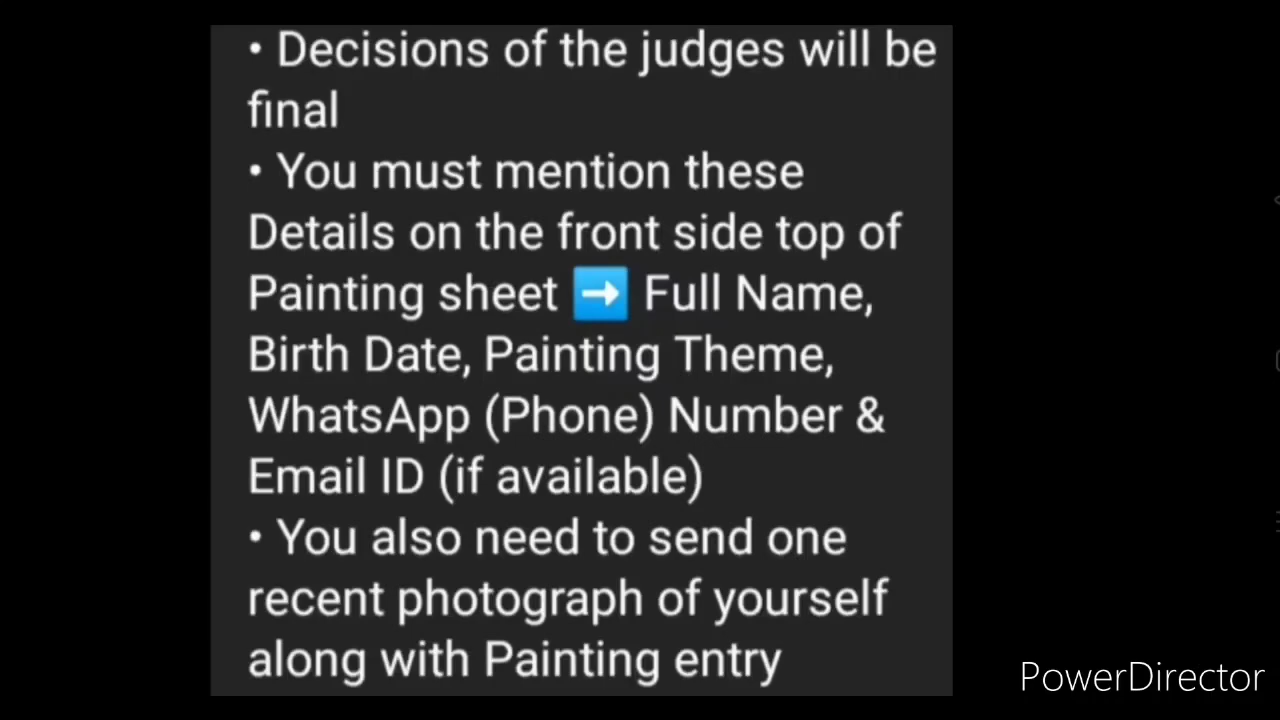 • Decisions of the judges will be
final
• You must mention these
Details on the front side top of
Painting sheet ➡ Full Name,
Birth Date, Painting Theme,
WhatsApp (Phone) Number &
Email ID (if available)
• You also need to send one
recent photograph of yourself
along with Painting entry
PowerDirector